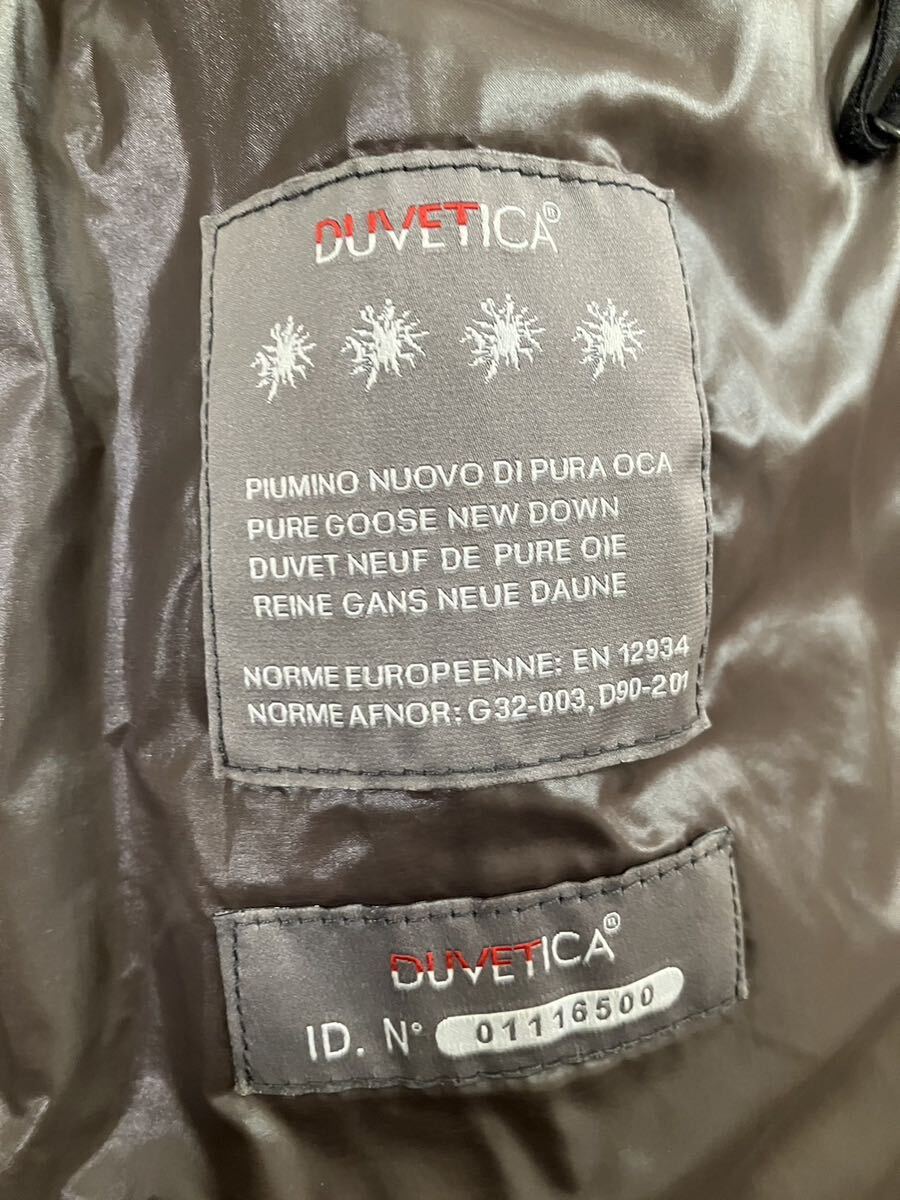 DUVETICA®
PIUMINO NUOVO DI PURA OCA
PURE GOOSE NEW DOWN
DUVET NEUF DE PURE OIE
REINE GANS NEUE DAUNE
NORME EUROPEENNE: EN 12934
NORME AFNOR: G32-003, D90-201
DUVETICA®
ID. N° 01116500